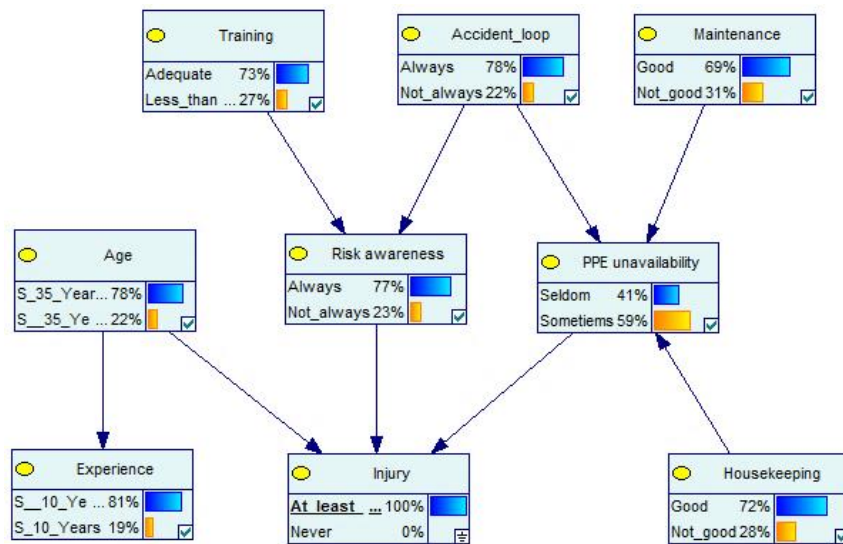 Training
Adequate 73%
Less_than ... 27%
Accident_loop
Always 78%
Not_always 22%
Maintenance
Good 69%
Not_good 31%
Age
S_35_Year... 78%
S__35_Ye ... 22%
Risk awareness
Always 77%
Not_always 23%
PPE unavailability
Seldom 41%
Sometiems 59%
Experience
S__10_Ye ... 81%
S_10_Years 19%
Injury
At_least_ ... 100%
Never 0%
Housekeeping
Good 72%
Not_good 28%